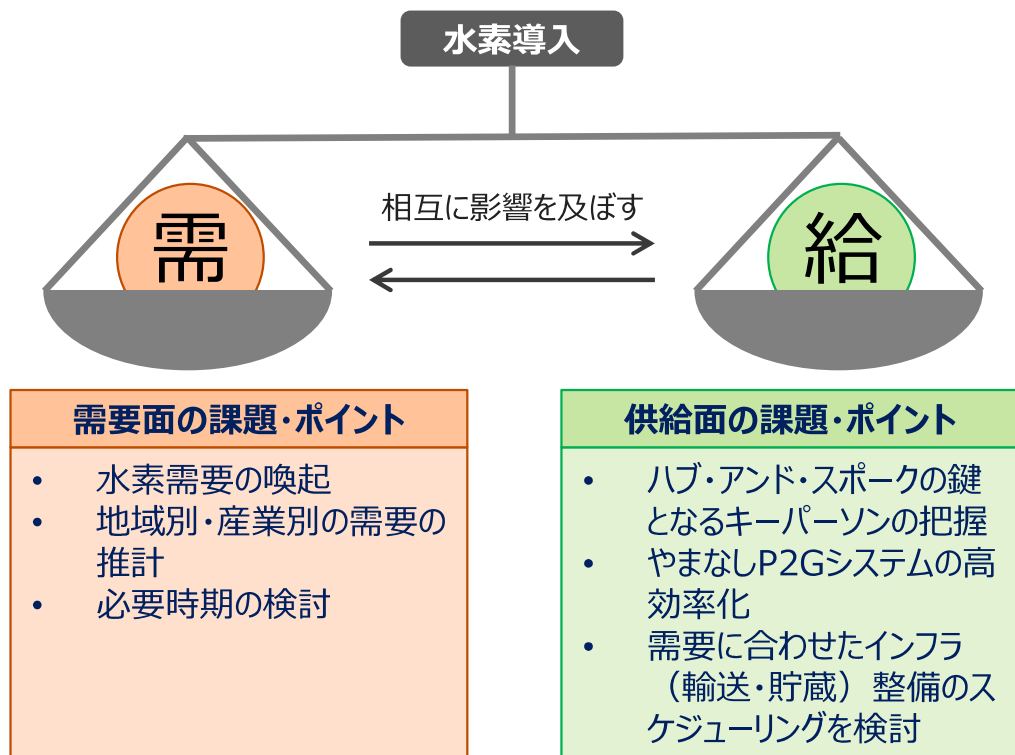 水素導入
相互に影響を及ぼす
需
給
需要面の課題・ポイント
• 水素需要の喚起
• 地域別・産業別の需要の
推計
• 必要時期の検討
供給面の課題・ポイント
• ハブ・アンド・スポークの鍵
となるキーパーソンの把握
• やまなしP2Gシステムの高
効率化
• 需要に合わせたインフラ
（輸送・貯蔵）整備のス
ケジューリングを検討